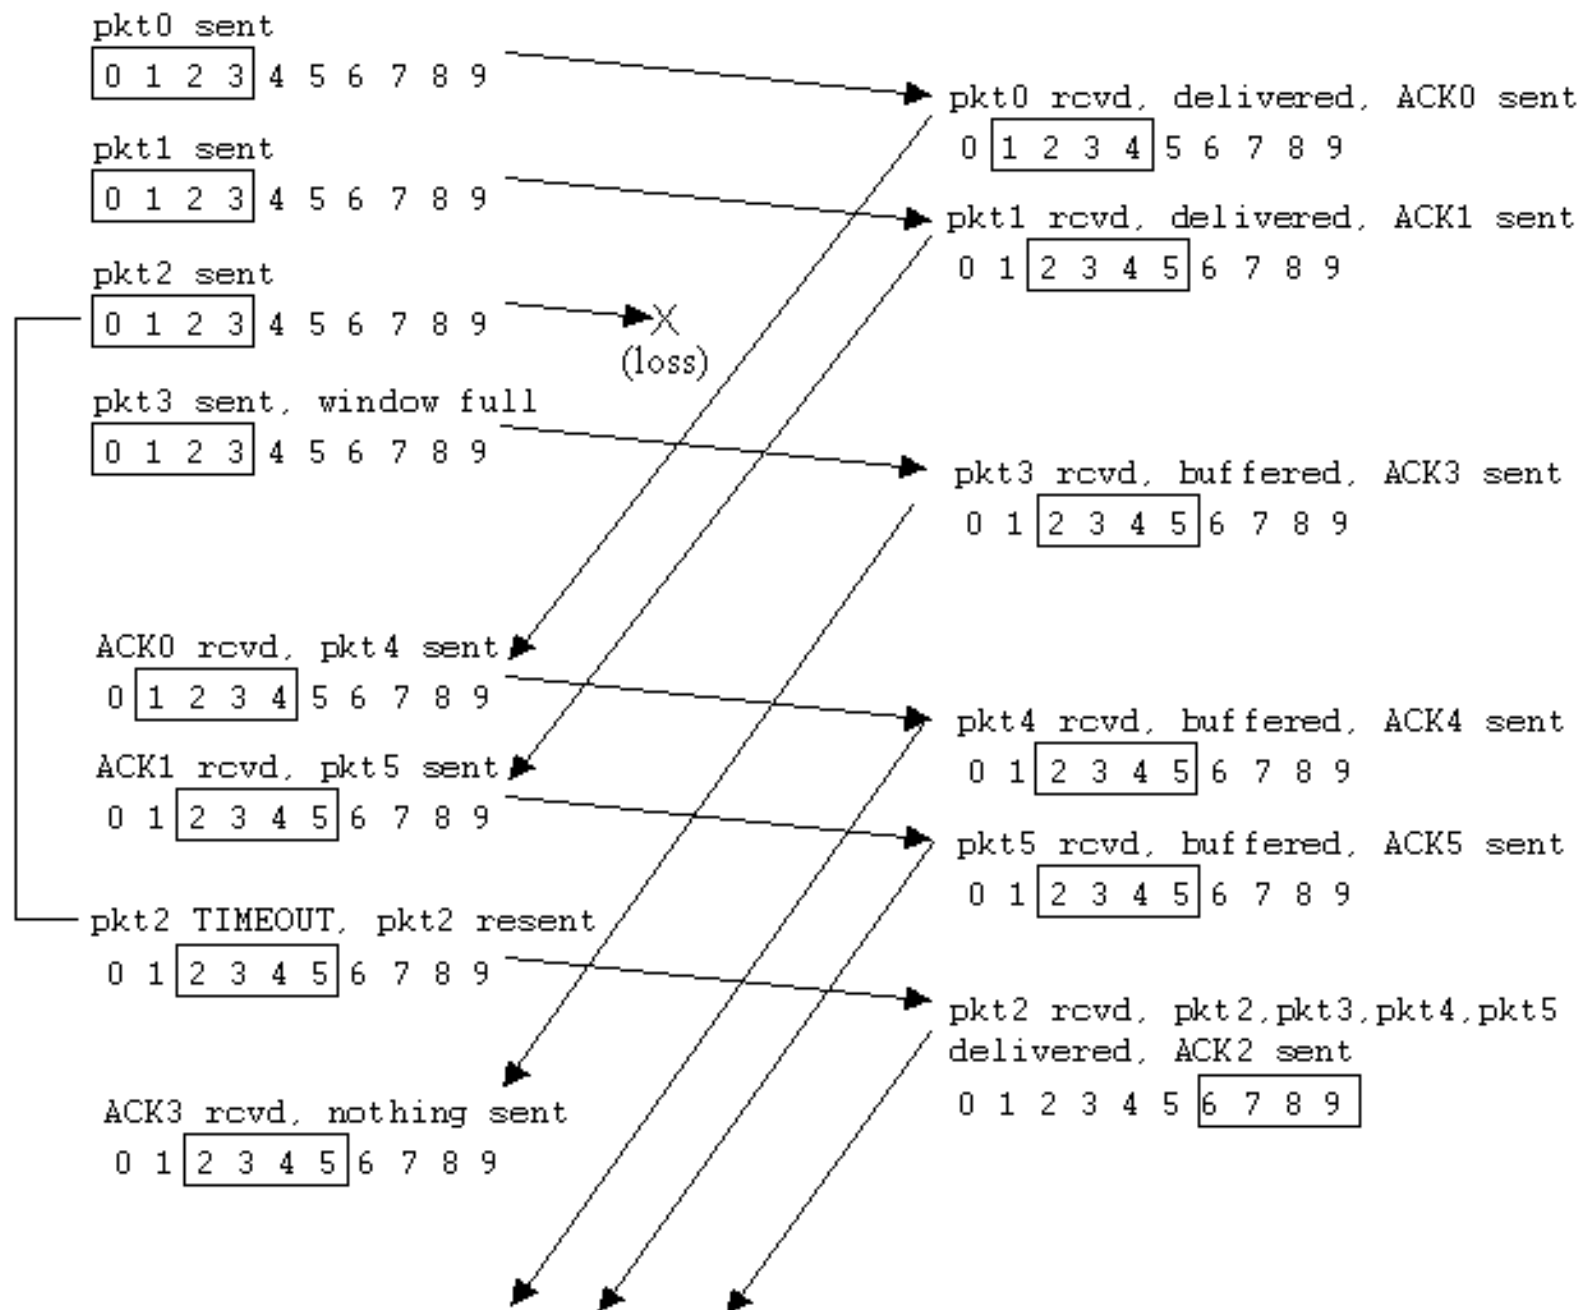 pkt0 sent
0 1 2 3 4 5 6 7 8 9
pkt0 rcvd, delivered, ACK0 sent
0 1 2 3 4 5 6 7 8 9
pkt1 sent
0 1 2 3 4 5 6 7 8 9
pkt1 rcvd, delivered, ACK1 sent
0 1 2 3 4 5 6 7 8 9
pkt2 sent
0 1 2 3 4 5 6 7 8 9
X
(loss)
pkt3 sent, window full
0 1 2 3 4 5 6 7 8 9
pkt3 rcvd, buffered, ACK3 sent
0 1 2 3 4 5 6 7 8 9
ACK0 rcvd, pkt4 sent
0 1 2 3 4 5 6 7 8 9
pkt4 rcvd, buffered, ACK4 sent
0 1 2 3 4 5 6 7 8 9
ACK1 rcvd, pkt5 sent
0 1 2 3 4 5 6 7 8 9
pkt5 rcvd, buffered, ACK5 sent
0 1 2 3 4 5 6 7 8 9
pkt2 TIMEOUT, pkt2 resent
0 1 2 3 4 5 6 7 8 9
pkt2 rcvd, pkt2,pkt3,pkt4,pkt5
delivered, ACK2 sent
0 1 2 3 4 5 6 7 8 9
ACK3 rcvd, nothing sent
0 1 2 3 4 5 6 7 8 9